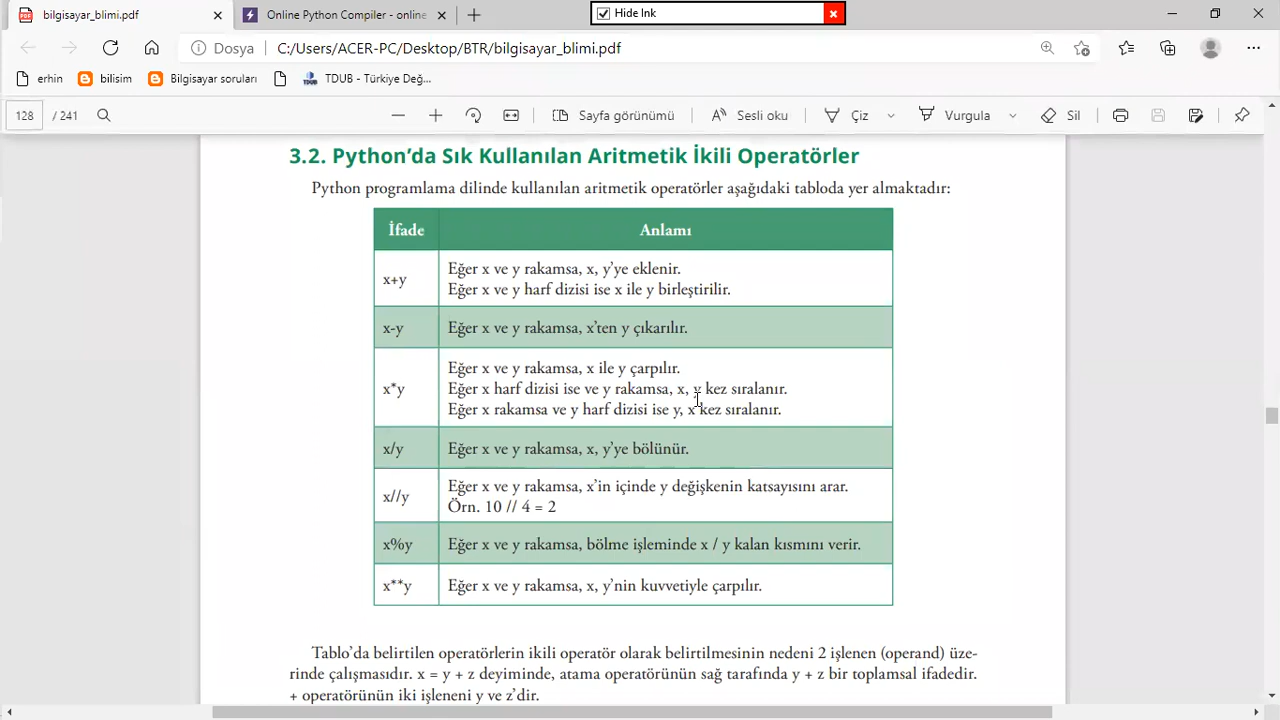 bilgisayar_blimi.pdf
Online Python Compiler - online
Hide Ink
Dosya
C:/Users/ACER-PC/Desktop/BTR/bilgisayar_blimi.pdf
erhin
bilisim
Bilgisayar soruları
TDUB - Türkiye Değ...
128 / 241
Sayfa görünümü
Sesli oku
Çiz
Vurgula
Sil
3.2. Python’da Sık Kullanılan Aritmetik İkili Operatörler
Python programlama dilinde kullanılan aritmetik operatörler aşağıdaki tabloda yer almaktadır:
İfade Anlamı
x+y
Eğer x ve y rakamsa, x, y’ye eklenir.
Eğer x ve y harf dizisi ise x ile y birleştirilir.
x-y Eğer x ve y rakamsa, x’ten y çıkarılır.
x*y
Eğer x ve y rakamsa, x ile y çarpılır.
Eğer x harf dizisi ise ve y rakamsa, x, y kez sıralanır.
Eğer x rakamsa ve y harf dizisi ise y, x kez sıralanır.
x/y Eğer x ve y rakamsa, x, y’ye bölünür.
x//y
Eğer x ve y rakamsa, x’in içinde y değişkenin katsayısını arar.
Örn. 10 // 4 = 2
x%y Eğer x ve y rakamsa, bölme işleminde x / y kalan kısmını verir.
x**y Eğer x ve y rakamsa, x, y’nin kuvvetiyle çarpılır.
Tablo’da belirtilen operatörlerin ikili operatör olarak belirtilmesinin nedeni 2 işlenen (operand) üze-
rinde çalışmasıdır. x = y + z deyiminde, atama operatörünün sağ tarafında y + z bir toplamsal ifadedir.
+ operatörünün iki işleneni y ve z’dir.